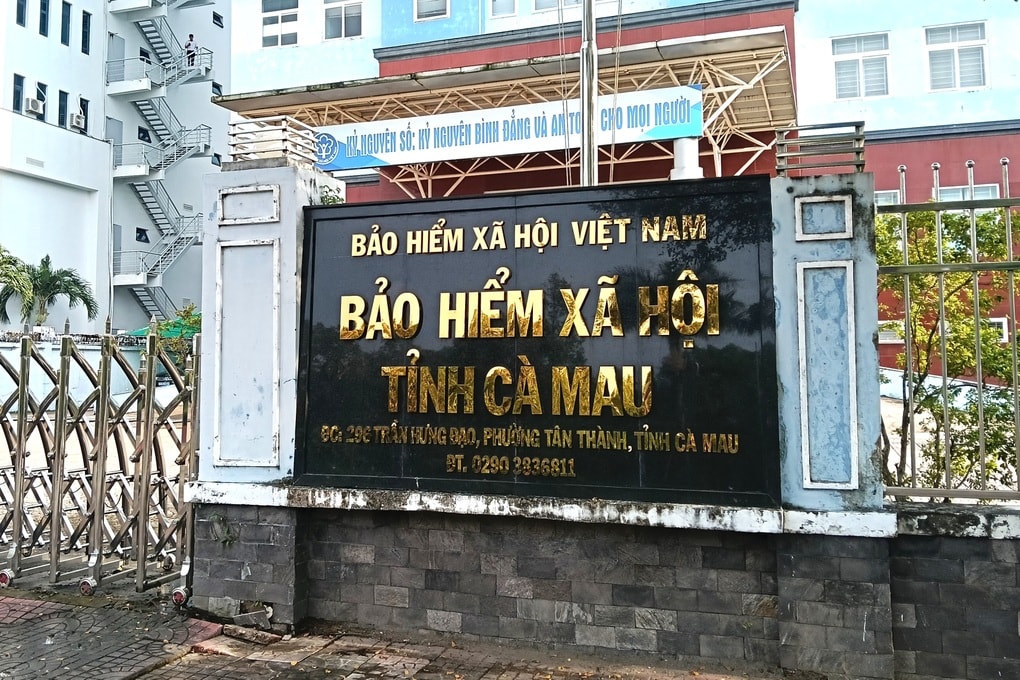 KỶ NGUYÊN SỐ: KỶ NGUYÊN BÌNH ĐẲNG VÀ AN TOÀN CHO MỌI NGƯỜI
BẢO HIỂM XÃ HỘI VIỆT NAM
BẢO HIỂM XÃ HỘI
TỈNH CÀ MAU
ĐC: 296 TRẦN HƯNG ĐẠO, PHƯỜNG TÂN THÀNH, TỈNH CÀ MAU
ĐT. 0290 3836811